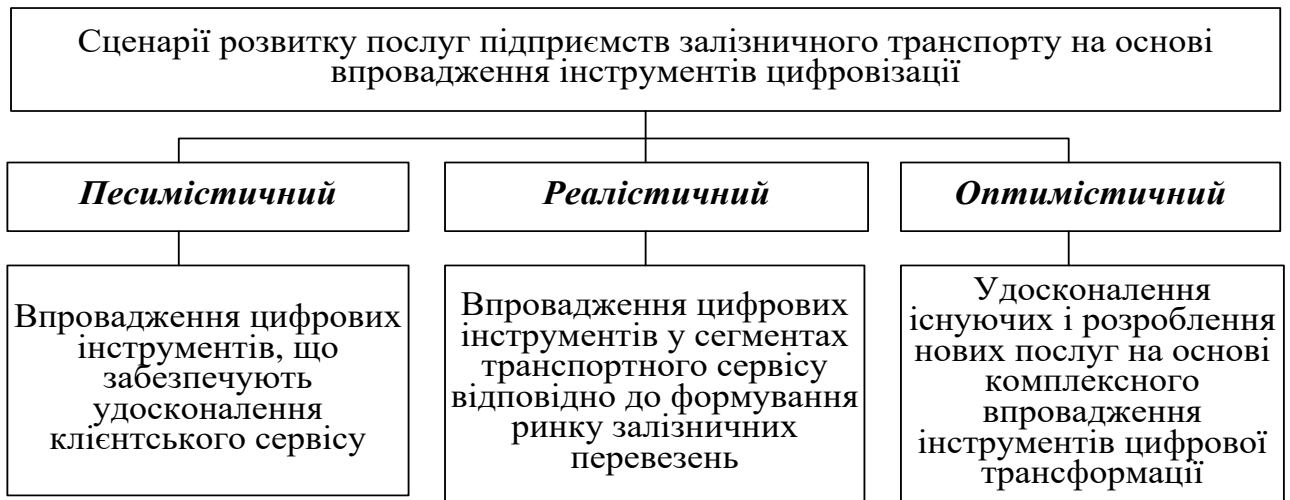 Сценарії розвитку послуг підприємств залізничного транспорту на основі
впровадження інструментів цифровізації
Песимістичний
Реалістичний
Оптимістичний
Впровадження цифрових
інструментів, що
забезпечують
удосконалення
клієнтського сервісу
Впровадження цифрових
інструментів у сегментах
транспортного сервісу
відповідно до формування
ринку залізничних
перевезень
Удосконалення
існуючих і розроблення
нових послуг на основі
комплексного
впровадження
інструментів цифрової
трансформації